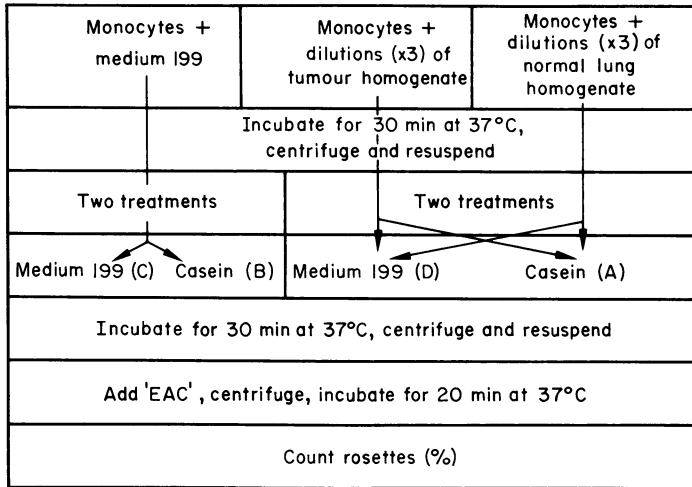 Monocytes +
medium 199
Monocytes +
dilutions (x3) of
tumour homogenate
Monocytes +
dilutions (x3) of
normal lung
homogenate
Incubate for 30 min at 37°C,
centrifuge and resuspend
Two treatments
Two treatments
Medium 199 (C)
Casein (B)
Medium 199 (D)
Casein (A)
Incubate for 30 min at 37°C, centrifuge and resuspend
Add 'EAC', centrifuge, incubate for 20 min at 37°C
Count rosettes (%)